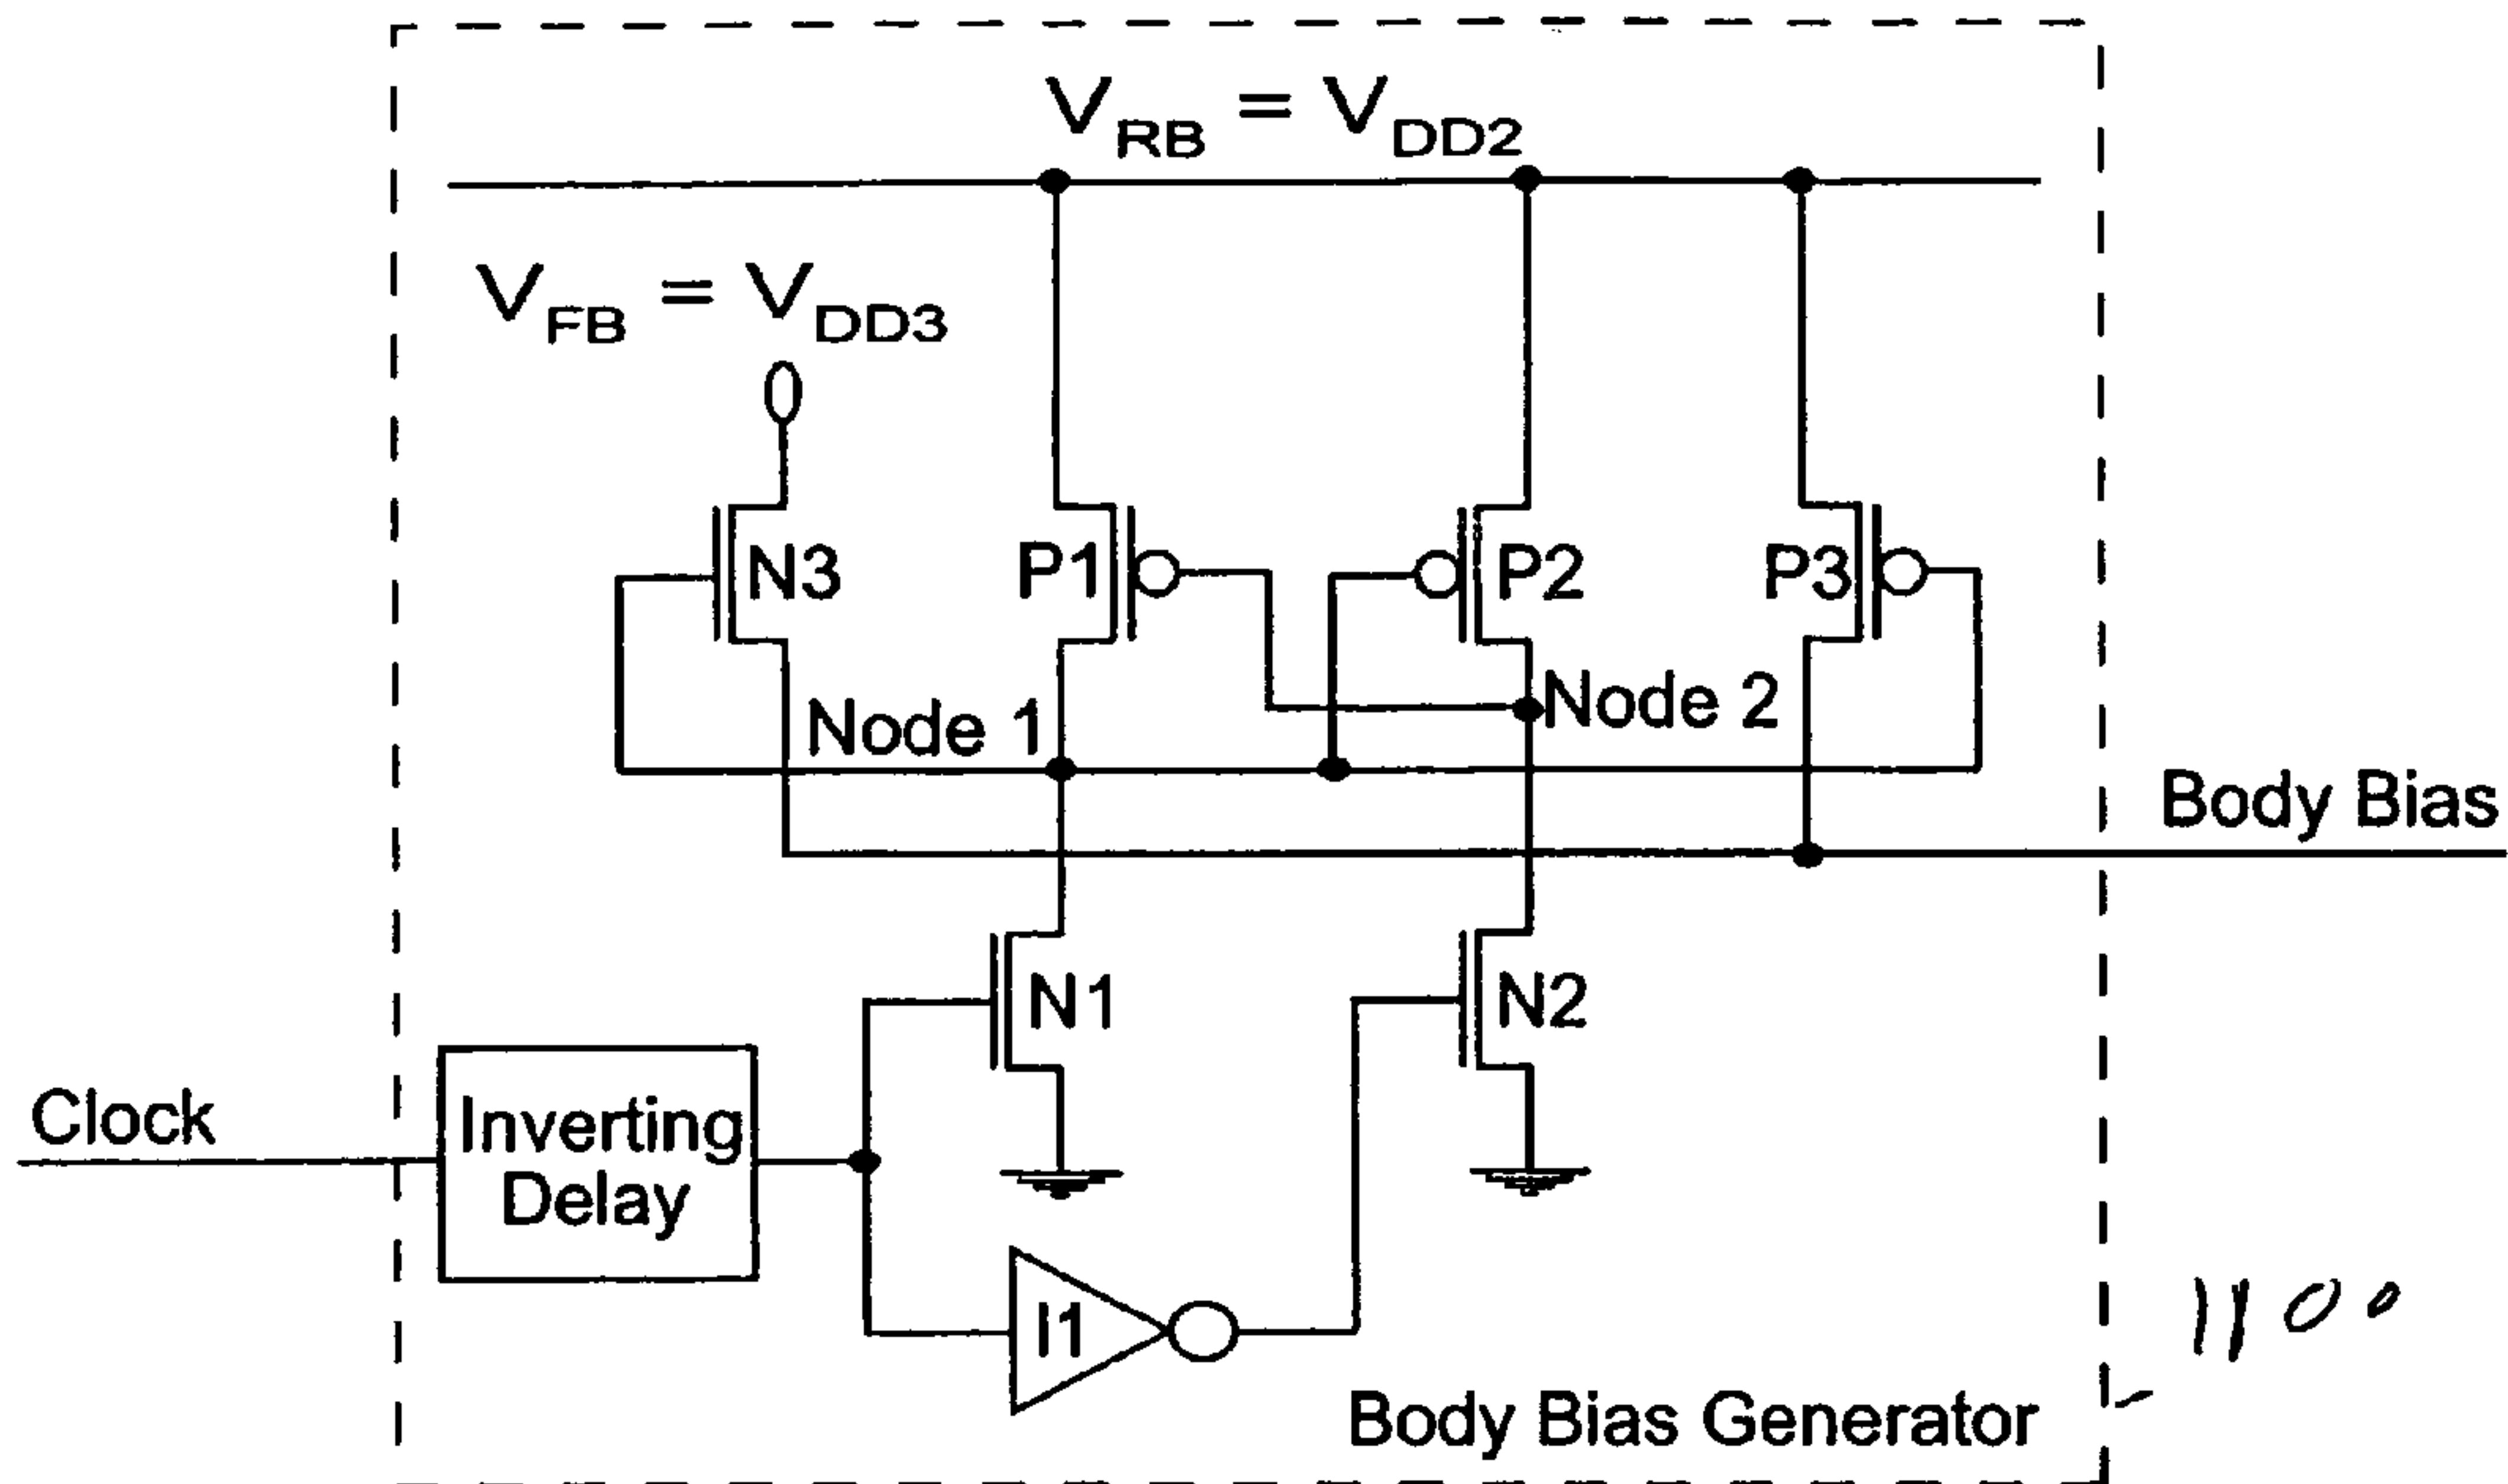 V_RB = V_DD2
V_FB = V_DD3
N3
P1
P2
P3
Node 1
Node 2
Body Bias
N1
N2
Clock
Inverting
Delay
I1
1100
Body Bias Generator